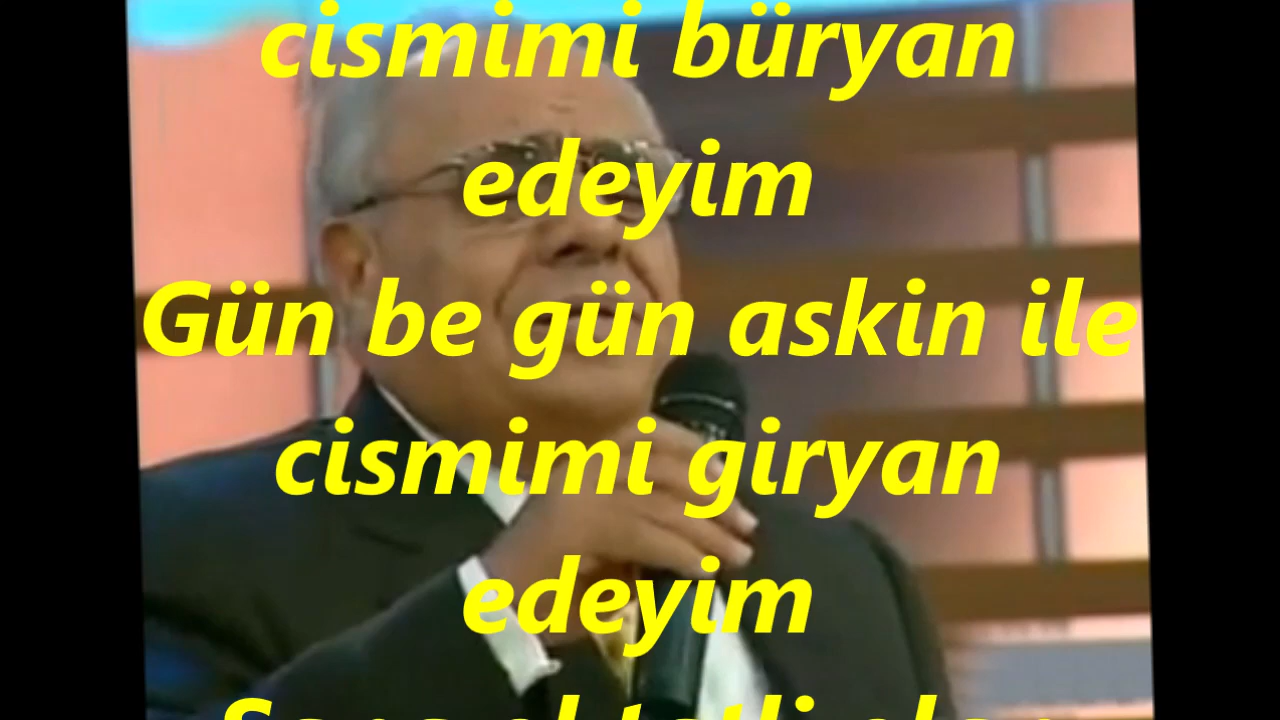 cismimi büryan
edeyim
Gün be gün askin ile
cismimi giryan
edeyim